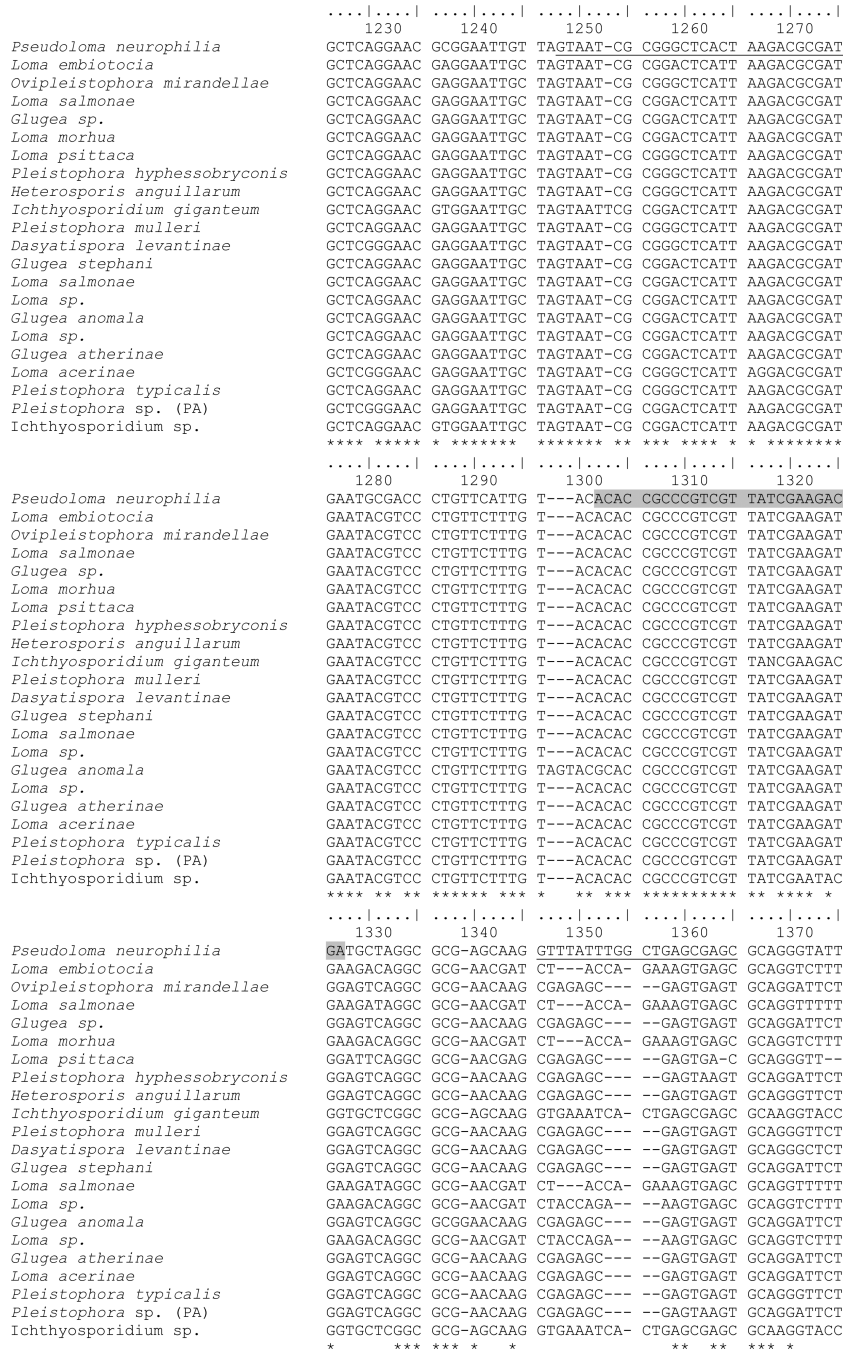 ....|....| ....|....| ....|....| ....|....| ....|....|
1230 1240 1250 1260 1270
Pseudoloma neurophilia GCTCAGGAAC GCGGAATTGT TAGTAAT-CG CGGGCTCACT AAGACGCGAT
Loma embiotocia GCTCAGGAAC GAGGAATTGC TAGTAAT-CG CGGACTCATT AAGACGCGAT
Ovipleistophora mirandellae GCTCAGGAAC GAGGAATTGC TAGTAAT-CG CGGGCTCATT AAGACGCGAT
Loma salmonae GCTCAGGAAC GAGGAATTGC TAGTAAT-CG CGGACTCATT AAGACGCGAT
Glugea sp. GCTCAGGAAC GAGGAATTGC TAGTAAT-CG CGGACTCATT AAGACGCGAT
Loma morhua GCTCAGGAAC GAGGAATTGC TAGTAAT-CG CGGACTCATT AAGACGCGAT
Loma psittaca GCTCAGGAAC GAGGAATTGC TAGTAAT-CG CGGGCTCATT AAGACGCGAT
Pleistophora hyphessobryconis GCTCAGGAAC GAGGAATTGC TAGTAAT-CG CGGGCTCATT AAGACGCGAT
Heterosporis anguillarum GCTCAGGAAC GAGGAATTGC TAGTAAT-CG CGGGCTCATT AAGACGCGAT
Ichthyosporidium giganteum GCTCAGGAAC GTGGAATTGC TAGTAATTCG CGGACTCATT AAGACGCGAT
Pleistophora mulleri GCTCAGGAAC GAGGAATTGC TAGTAAT-CG CGGGCTCATT AAGACGCGAT
Dasyatispora levantinae GCTCGGGAAC GAGGAATTGC TAGTAAT-CG CGGGCTCATT AAGACGCGAT
Glugea stephani GCTCAGGAAC GAGGAATTGC TAGTAAT-CG CGGACTCATT AAGACGCGAT
Loma salmonae GCTCAGGAAC GAGGAATTGC TAGTAAT-CG CGGACTCATT AAGACGCGAT
Loma sp. GCTCAGGAAC GAGGAATTGC TAGTAAT-CG CGGACTCATT AAGACGCGAT
Glugea anomala GCTCAGGAAC GAGGAATTGC TAGTAAT-CG CGGACTCATT AAGACGCGAT
Loma sp. GCTCAGGAAC GAGGAATTGC TAGTAAT-CG CGGACTCATT AAGACGCGAT
Glugea atherinae GCTCAGGAAC GAGGAATTGC TAGTAAT-CG CGGACTCATT AAGACGCGAT
Loma acerinae GCTCGGGAAC GAGGAATTGC TAGTAAT-CG CGGGCTCATT AGGACGCGAT
Pleistophora typicalis GCTCAGGAAC GAGGAATTGC TAGTAAT-CG CGGGCTCATT AAGACGCGAT
Pleistophora sp. (PA) GCTCGGGAAC GAGGAATTGC TAGTAAT-CG CGGGCTCATT AAGACGCGAT
Ichthyosporidium sp. GCTCAGGAAC GTGGAATTGC TAGTAAT-CG CGGACTCATT AAGACGCGAT
**** ***** * ******* ******* ** *** **** * * ********
....|....| ....|....| ....|....| ....|....| ....|....|
1280 1290 1300 1310 1320
Pseudoloma neurophilia GAATGCGACC CTGTTCATTG T---ACACAC CGCCCGTCGT TATCGAAGAC
Loma embiotocia GAATACGTCC CTGTTCTTTG T---ACACAC CGCCCGTCGT TATCGAAGAT
Ovipleistophora mirandellae GAATACGTCC CTGTTCTTTG T---ACACAC CGCCCGTCGT TATCGAAGAT
Loma salmonae GAATACGTCC CTGTTCTTTG T---ACACAC CGCCCGTCGT TATCGAAGAT
Glugea sp. GAATACGTCC CTGTTCTTTG T---ACACAC CGCCCGTCGT TATCGAAGAT
Loma morhua GAATACGTCC CTGTTCTTTG T---ACACAC CGCCCGTCGT TATCGAAGAT
Loma psittaca GAATACGTCC CTGTTCTTTG T---ACACAC CGCCCGTCGT TATCGAAGAT
Pleistophora hyphessobryconis GAATACGTCC CTGTTCTTTG T---ACACAC CGCCCGTCGT TATCGAAGAT
Heterosporis anguillarum GAATACGTCC CTGTTCTTTG T---ACACAC CGCCCGTCGT TATCGAAGAT
Ichthyosporidium giganteum GAATACGTCC CTGTTCTTTG T---ACACAC CGCCCGTCGT TANCGAAGAC
Pleistophora mulleri GAATACGTCC CTGTTCTTTG T---ACACAC CGCCCGTCGT TATCGAAGAT
Dasyatispora levantinae GAATACGTCC CTGTTCTTTG T---ACACAC CGCCCGTCGT TATCGAAGAT
Glugea stephani GAATACGTCC CTGTTCTTTG T---ACACAC CGCCCGTCGT TATCGAAGAT
Loma salmonae GAATACGTCC CTGTTCTTTG T---ACACAC CGCCCGTCGT TATCGAAGAT
Loma sp. GAATACGTCC CTGTTCTTTG T---ACACAC CGCCCGTCGT TATCGAAGAT
Glugea anomala GAATACGTCC CTGTTCTTTG TAGTACGCAC CGCCCGTCGT TATCGAAGAT
Loma sp. GAATACGTCC CTGTTCTTTG T---ACACAC CGCCCGTCGT TATCGAAGAT
Glugea atherinae GAATACGTCC CTGTTCTTTG T---ACACAC CGCCCGTCGT TATCGAAGAT
Loma acerinae GAATACGTCC CTGTTCTTTG T---ACACAC CGCCCGTCGT TATCGAAGAT
Pleistophora typicalis GAATACGTCC CTGTTCTTTG T---ACACAC CGCCCGTCGT TATCGAAGAT
Pleistophora sp. (PA) GAATACGTCC CTGTTCTTTG T---ACACAC CGCCCGTCGT TATCGAAGAT
Ichthyosporidium sp. GAATACGTCC CTGTTCTTTG T---ACACAC CGCCCGTCGT TATCGAATAC
**** ** ** ****** *** * ** *** ********** ** **** *
....|....| ....|....| ....|....| ....|....| ....|....|
1330 1340 1350 1360 1370
Pseudoloma neurophilia GATGCTAGGC GCG-AGCAAG GTTTATTTGG CTGAGCGAGC GCAGGGTATT
Loma embiotocia GAAGACAGGC GCG-AACGAT CT---ACCA- GAAAGTGAGC GCAGGTCTTT
Ovipleistophora mirandellae GGAGTCAGGC GCG-AACAAG CGAGAGC--- --GAGTGAGT GCAGGATTCT
Loma salmonae GAAGATAGGC GCG-AACGAT CT---ACCA- GAAAGTGAGC GCAGGTTTTT
Glugea sp. GGAGTCAGGC GCG-AACAAG CGAGAGC--- --GAGTGAGT GCAGGATTCT
Loma morhua GAAGACAGGC GCG-AACGAT CT---ACCA- GAAAGTGAGC GCAGGTCTTT
Loma psittaca GGATTCAGGC GCG-AACGAG CGAGAGC--- --GAGTGA-C GCAGGGTT--
Pleistophora hyphessobryconis GGAGTCAGGC GCG-AACAAG CGAGAGC--- --GAGTAAGT GCAGGATTCT
Heterosporis anguillarum GGAGTCAGGC GCG-AACAAG CGAGAGC--- --GAGTGAGT GCAGGGTTCT
Ichthyosporidium giganteum GGTGCTCGGC GCG-AGCAAG GTGAAATCA- CTGAGCGAGC GCAAGGTACC
Pleistophora mulleri GGAGTCAGGC GCG-AACAAG CGAGAGC--- --GAGTGAGT GCAGGGTTCT
Dasyatispora levantinae GGAGTCAGGC GCG-AACAAG CGAGAGC--- --GAGTGAGT GCAGGGCTCT
Glugea stephani GGAGTCAGGC GCG-AACAAG CGAGAGC--- --GAGTGAGT GCAGGATTCT
Loma salmonae GAAGATAGGC GCG-AACGAT CT---ACCA- GAAAGTGAGC GCAGGTTTTT
Loma sp. GAAGACAGGC GCG-AACGAT CTACCAGA-- --AAGTGAGC GCAGGTCTTT
Glugea anomala GGAGTCAGGC GCGGAACAAG CGAGAGC--- --GAGTGAGT GCAGGATTCT
Loma sp. GAAGACAGGC GCG-AACGAT CTACCAGA-- --AAGTGAGC GCAGGTCTTT
Glugea atherinae GGAGTCAGGC GCG-AACAAG CGAGAGC--- --GAGTGAGT GCAGGATTCT
Loma acerinae GGAGTCAGGC GCG-AACAAG CGAGAGC--- --GAGTGAGT GCAGGATTCT
Pleistophora typicalis GGAGTCAGGC GCG-AACAAG CGAGAGC--- --GAGTGAGT GCAGGGTTCT
Pleistophora sp. (PA) GGAGTCAGGC GCG-AACAAG CGAGAGC--- --GAGTAAGT GCAGGATTCT
Ichthyosporidium sp. GGTGCTCGGC GCG-AGCAAG GTGAAATCA- CTGAGCGAGC GCAAGGTACC
* *** *** * * ** * *** *